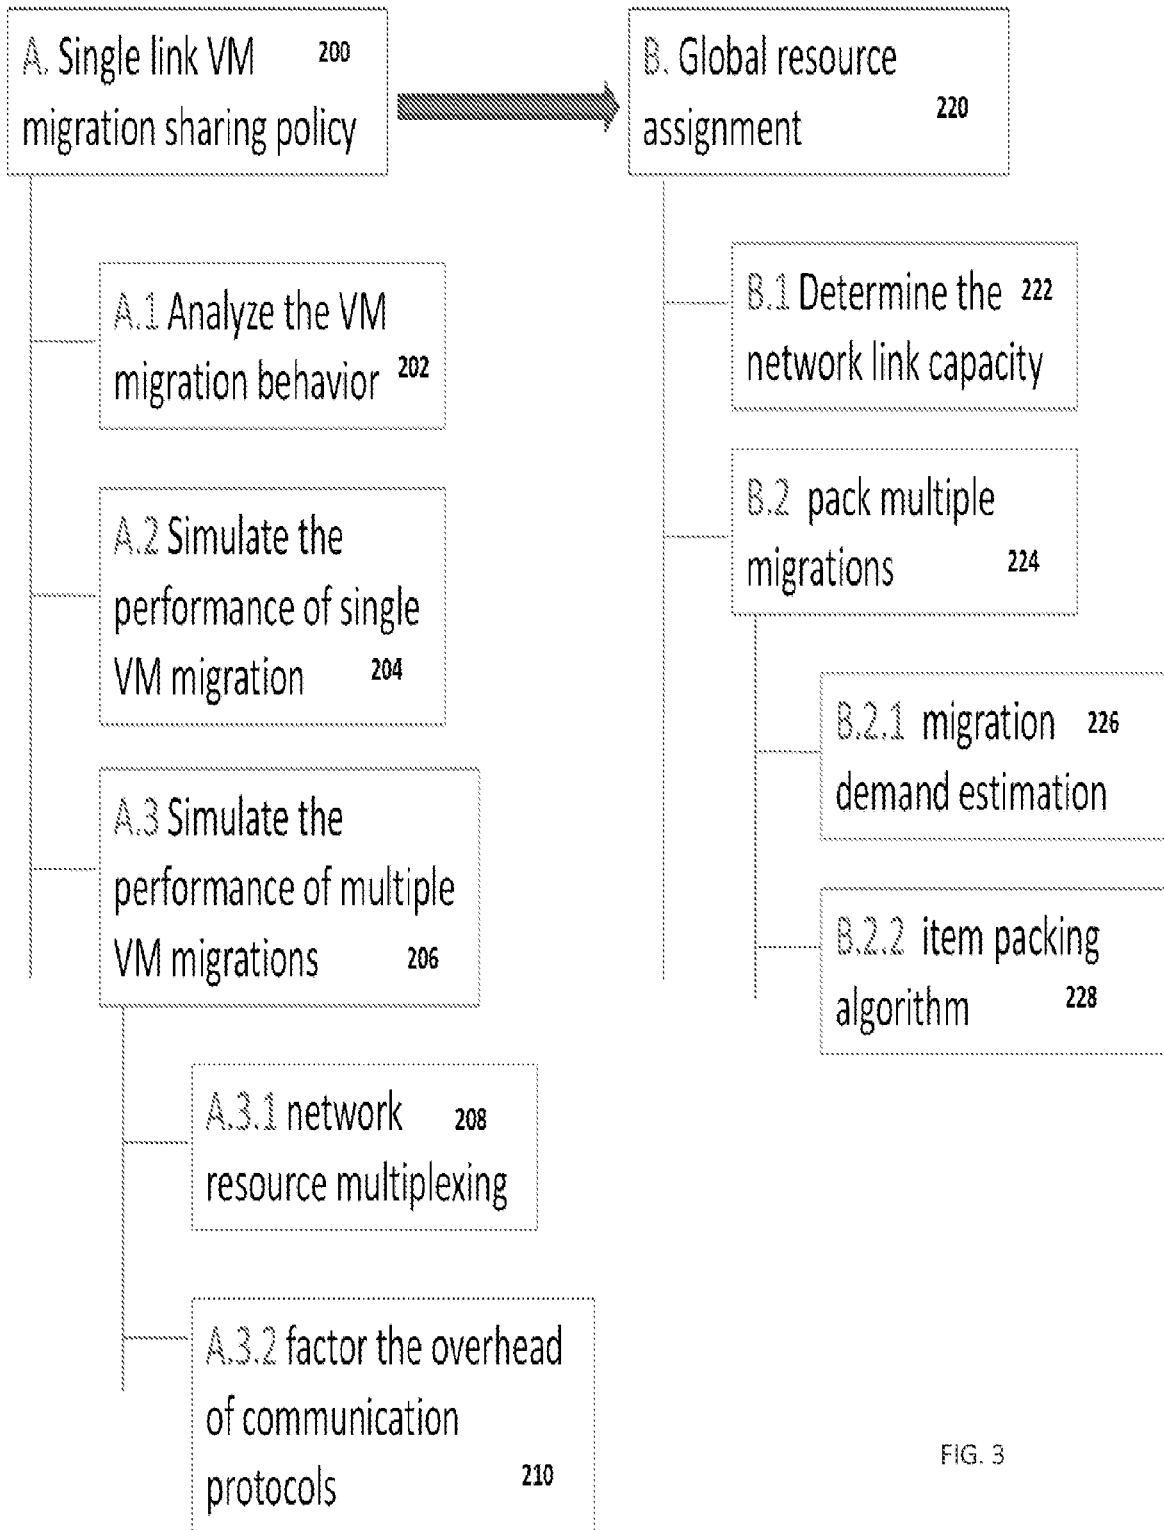 A. Single link VM 200
migration sharing policy
A.1 Analyze the VM
migration behavior 202
A.2 Simulate the
performance of single
VM migration 204
A.3 Simulate the
performance of multiple
VM migrations 206
A.3.1 network 208
resource multiplexing
A.3.2 factor the overhead
of communication
protocols 210
B. Global resource
assignment 220
B.1 Determine the 222
network link capacity
B.2 pack multiple
migrations 224
B.2.1 migration 226
demand estimation
B.2.2 item packing
algorithm 228
FIG. 3